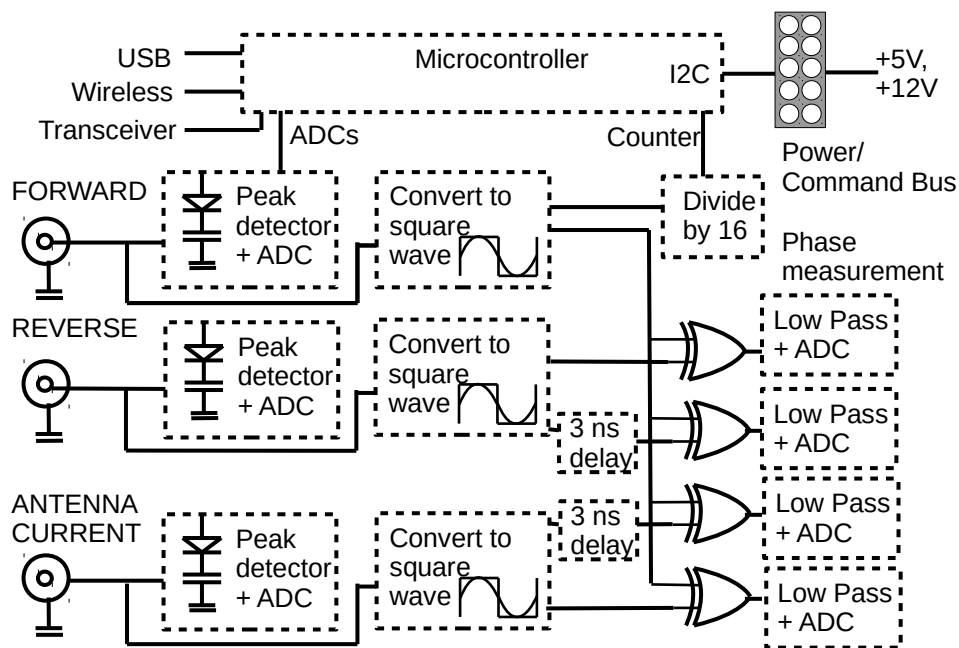 USB
Microcontroller
I2C
+5V,
+12V
Wireless
Transceiver
ADCs
Counter
Power/
Command Bus
FORWARD
Peak
detector
+ ADC
Convert to
square
wave
Divide
by 16
Phase
measurement
REVERSE
Peak
detector
+ ADC
Convert to
square
wave
Low Pass
+ ADC
3 ns
delay
Low Pass
+ ADC
ANTENNA
CURRENT
Peak
detector
+ ADC
Convert to
square
wave
3 ns
delay
Low Pass
+ ADC
Low Pass
+ ADC